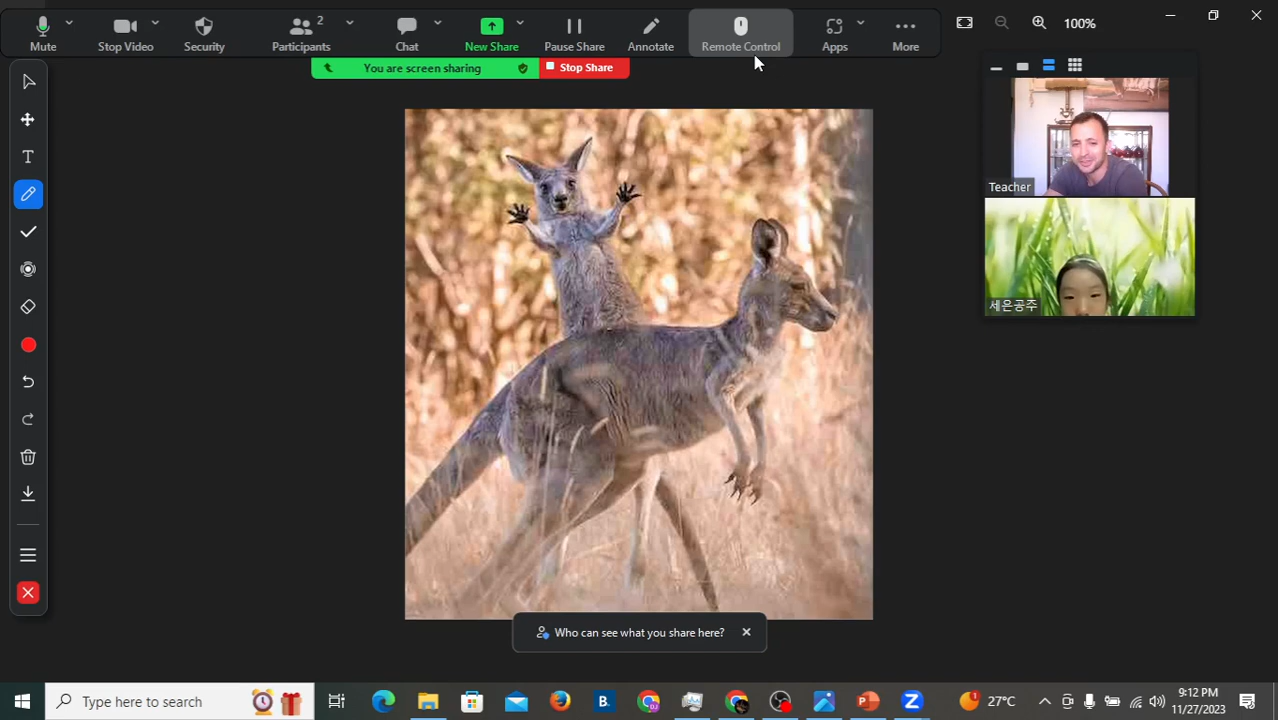 2
Mute
Stop Video
Security
Participants
Chat
New Share
Pause Share
Annotate
Remote Control
Apps
More
100%
You are screen sharing
Stop Share
T
Teacher
세은공주
Who can see what you share here?
Type here to search
B.
DJ
1
27°C
9:12 PM
11/27/2023